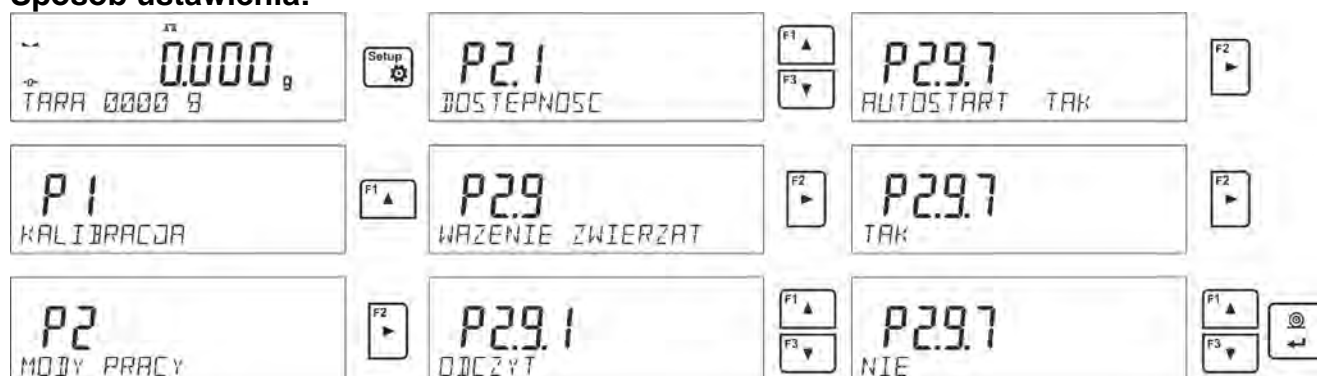 Sposób ustawienia:
0.000 g
TARA 0000 g
Setup
P2.1
DOSTEPNOSC
F1
F3
P2.9.7
AUTOSTART TAK
F2
P1
KALIBRACJA
F1
P2.9
WAZENIE ZWIERZAT
F2
P2.9.7
TAK
F2
P2
MODY PRACY
F2
P2.9.1
ODCZYT
F1
F3
P2.9.7
NIE
F1
F3